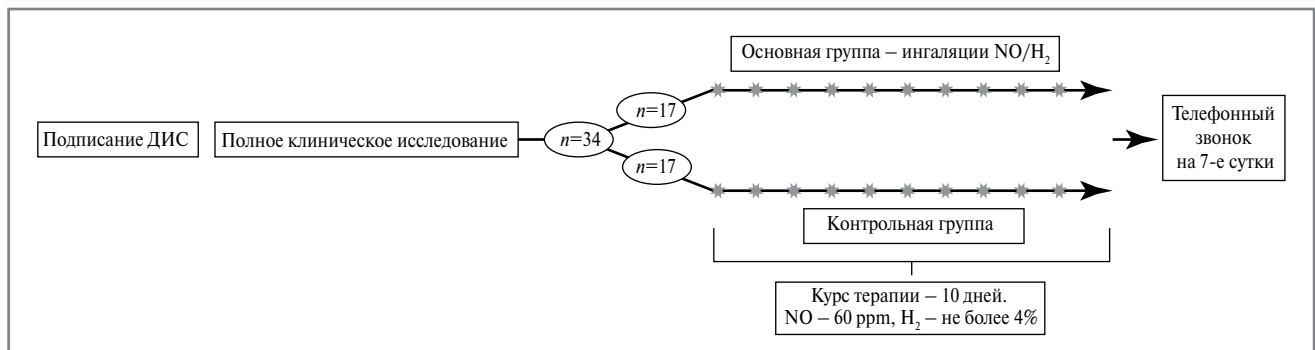 Основная группа – ингаляции NO/H₂
n=17
Подписание ДИС
Полное клиническое исследование
n=34
n=17
Контрольная группа
Курс терапии – 10 дней.
NO – 60 ppm, H₂ – не более 4%
Телефонный
звонок
на 7-е сутки